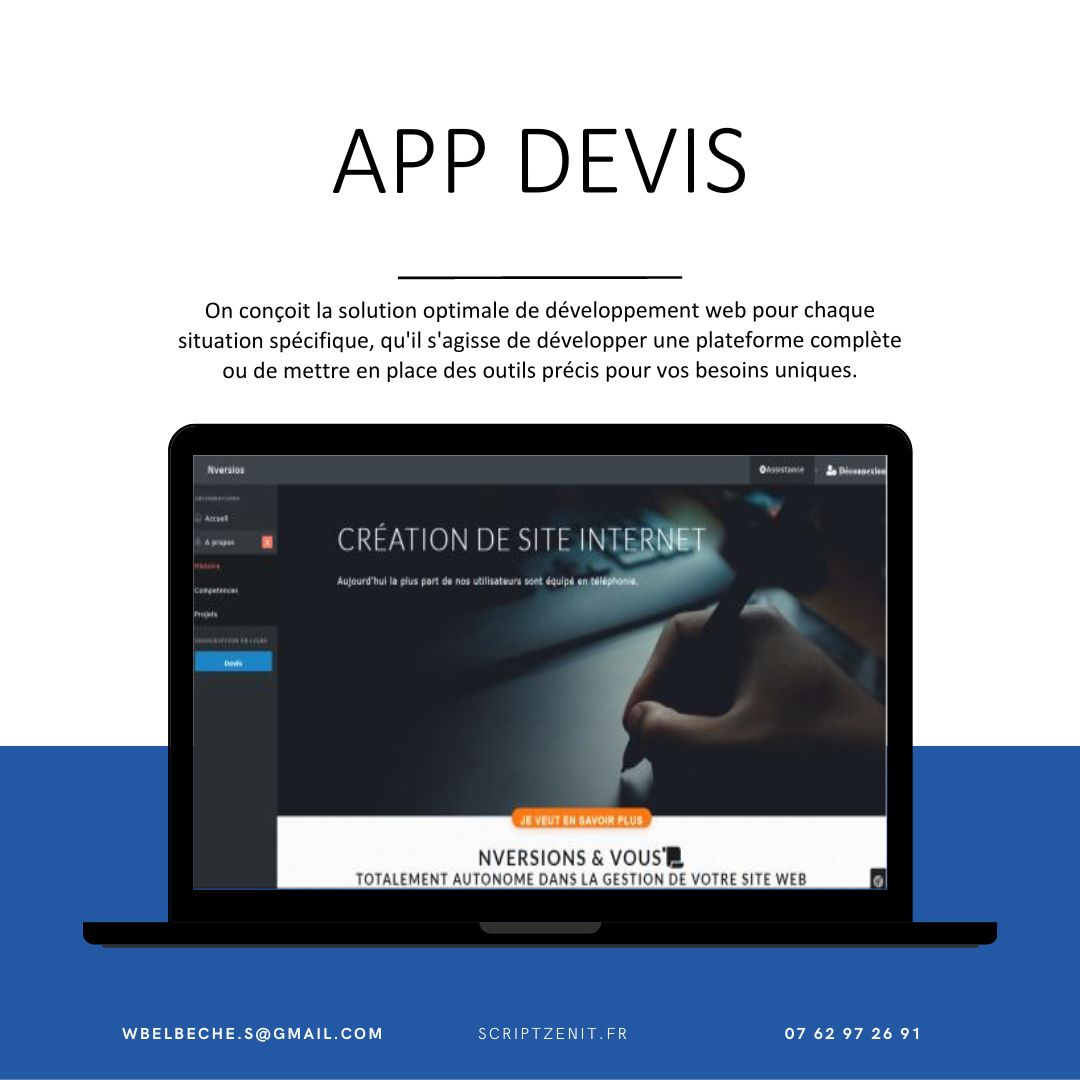 APP DEVIS
On conçoit la solution optimale de développement web pour chaque
situation spécifique, qu'il s'agisse de développer une plateforme complète
ou de mettre en place des outils précis pour vos besoins uniques.
Nversios
Assistance
Déconnexion
Accueil
A propos
Histoire
Competences
Projets
Devis
CRÉATION DE SITE INTERNET
Aujourd'hui la plus part de nos utilisateurs sont équipé en téléphonie.
JE VEUT EN SAVOIR PLUS
NVERSIONS & VOUS
TOTALEMENT AUTONOME DANS LA GESTION DE VOTRE SITE WEB
WBELBECHE.S@GMAIL.COM
SCRIPTZENIT.FR
07 62 97 26 91